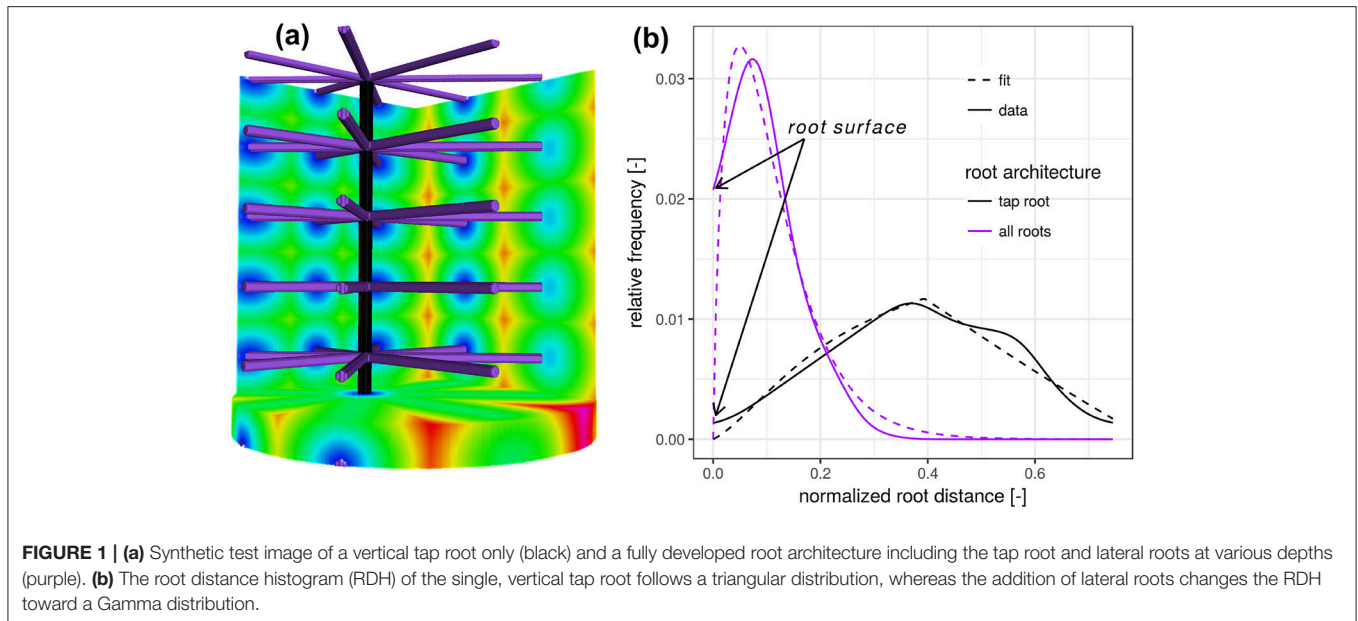 (a)
(b)
relative frequency [-]
0.03
0.02
0.01
0.00
root surface
fit
data
root architecture
tap root
all roots
0.0 0.2 0.4 0.6
normalized root distance [-]
FIGURE 1 | (a) Synthetic test image of a vertical tap root only (black) and a fully developed root architecture including the tap root and lateral roots at various depths
(purple). (b) The root distance histogram (RDH) of the single, vertical tap root follows a triangular distribution, whereas the addition of lateral roots changes the RDH
toward a Gamma distribution.